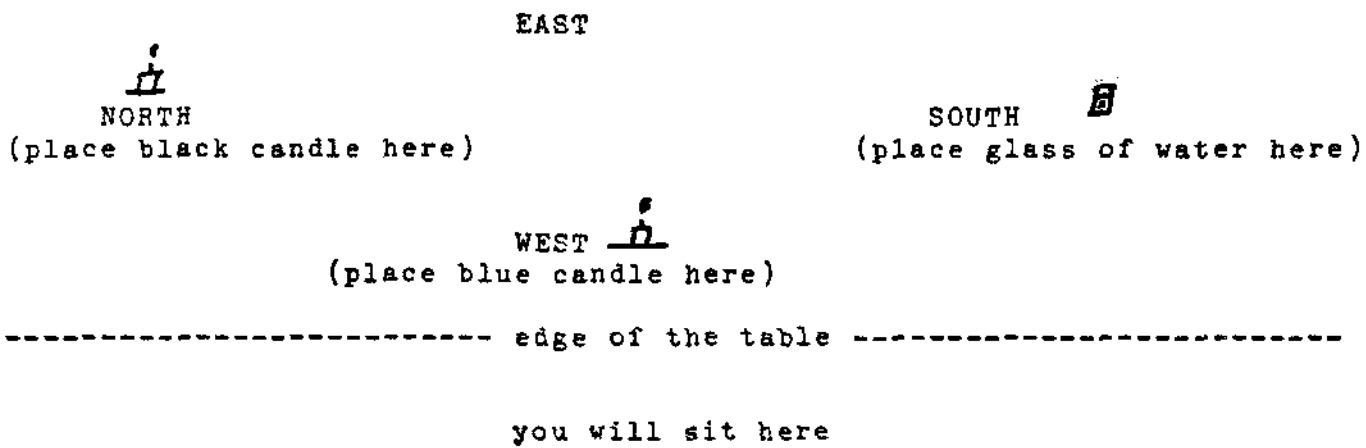 EAST
NORTH SOUTH
(place black candle here) (place glass of water here)
WEST
(place blue candle here)
-------------------------- edge of the table --------------------------
you will sit here